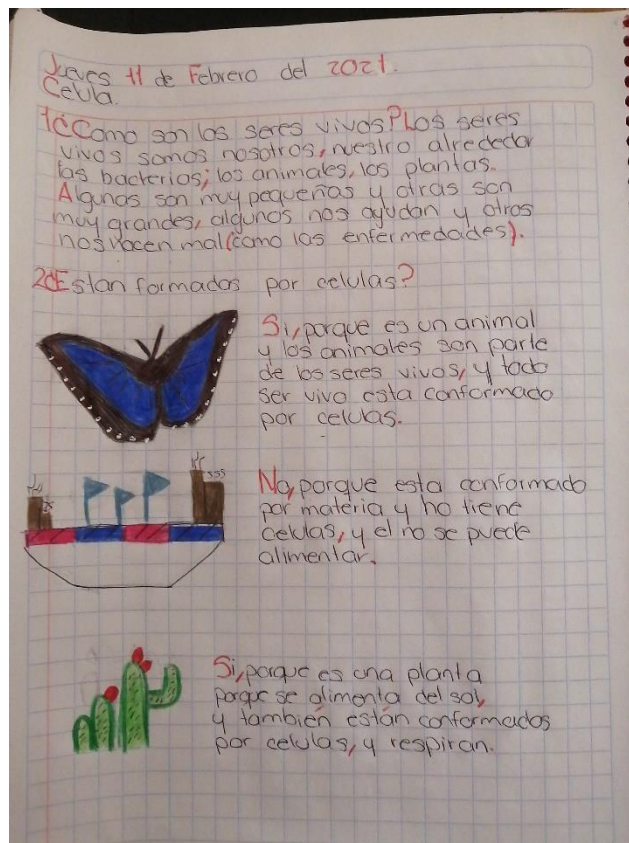 Jueves 11 de Febrero del 2021.
Celula.
1¿Como son los seres vivos? Los seres
vivos somos nosotros, nuestro alrededor
las bacterias; los animales, los plantas.
Algunas son muy pequeñas y otras son
muy grandes, algunos nos ayudan y otros
nos hacen mal (como las enfermedades).
2¿Estan formados por celulas?
Si, porque es un animal
y los animales son parte
de los seres vivos, y todo
ser vivo esta conformado
por celulas.
No, porque esta conformado
por materia y no tiene
celulas, y el no se puede
alimentar.
Si, porque es una planta
porque se alimenta del sol,
y también están conformados
por celulas, y respiran.